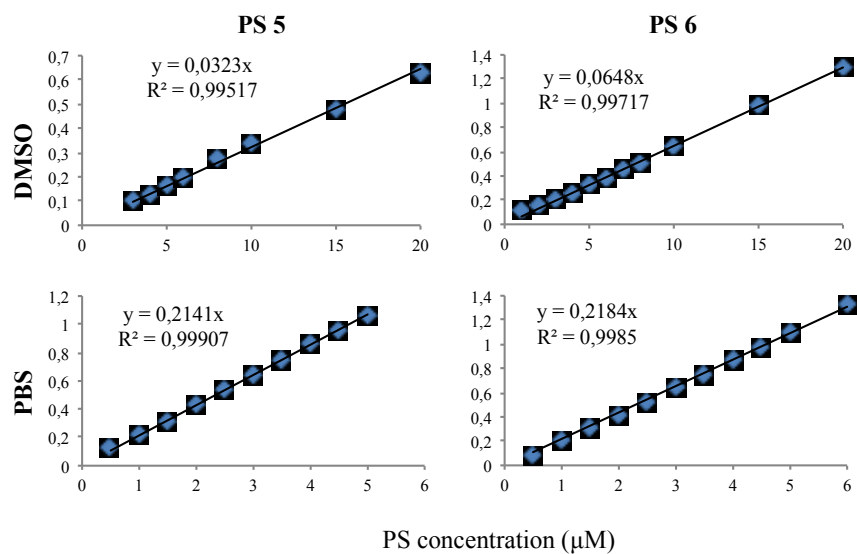 PS 5
PS 6
DMSO
0,7
0,6
0,5
0,4
0,3
0,2
0,1
0
y = 0,0323x
R² = 0,99517
0 5 10 15 20
1,4
1,2
1
0,8
0,6
0,4
0,2
0
y = 0,0648x
R² = 0,99717
0 5 10 15 20
PBS
1,2
1
0,8
0,6
0,4
0,2
0
y = 0,2141x
R² = 0,99907
0 1 2 3 4 5 6
1,4
1,2
1
0,8
0,6
0,4
0,2
0
y = 0,2184x
R² = 0,9985
0 1 2 3 4 5 6
PS concentration (μM)